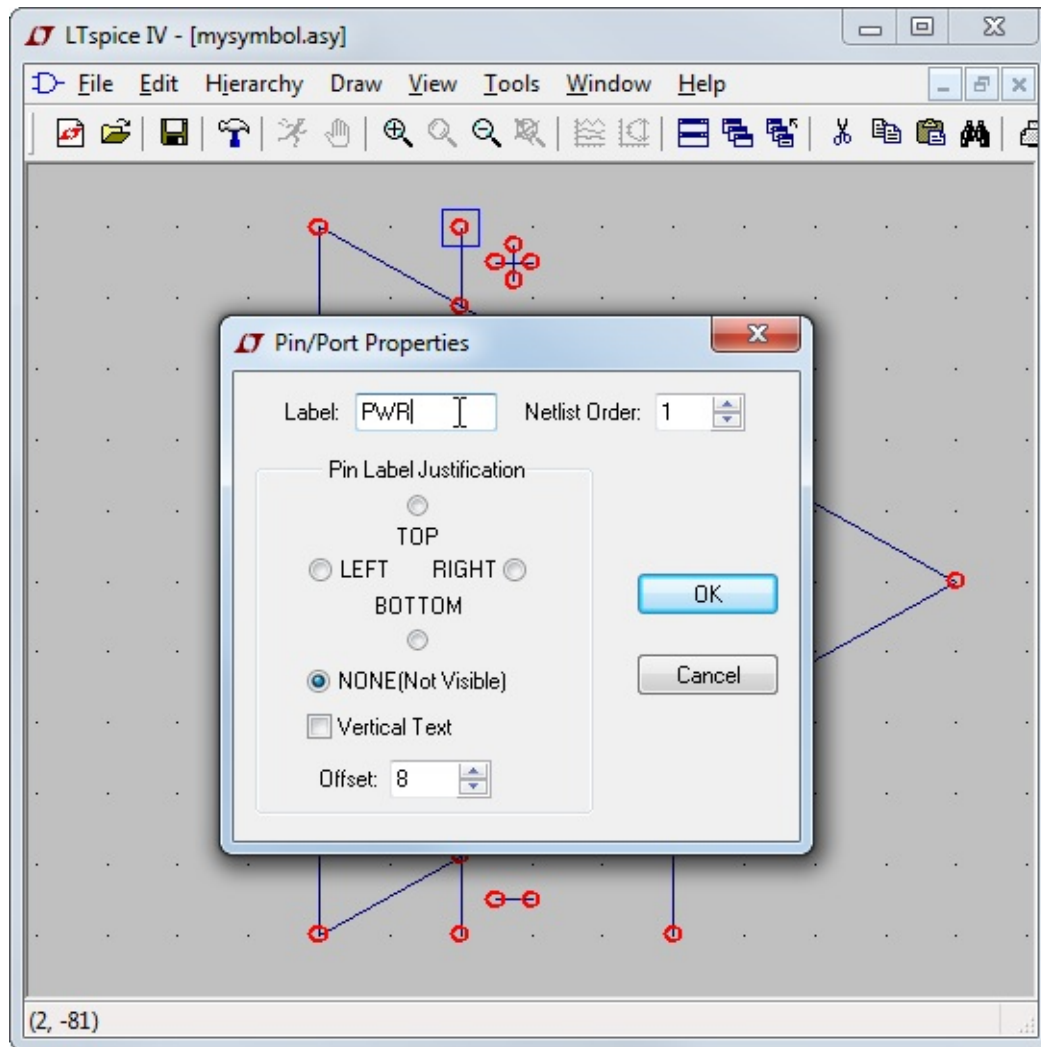 LTspice IV - [mysymbol.asy]
File Edit Hierarchy Draw View Tools Window Help
Pin/Port Properties
Label: PWR Netlist Order: 1
Pin Label Justification
TOP
LEFT RIGHT
BOTTOM
OK
NONE(Not Visible)
Cancel
Vertical Text
Offset: 8
(2, -81)